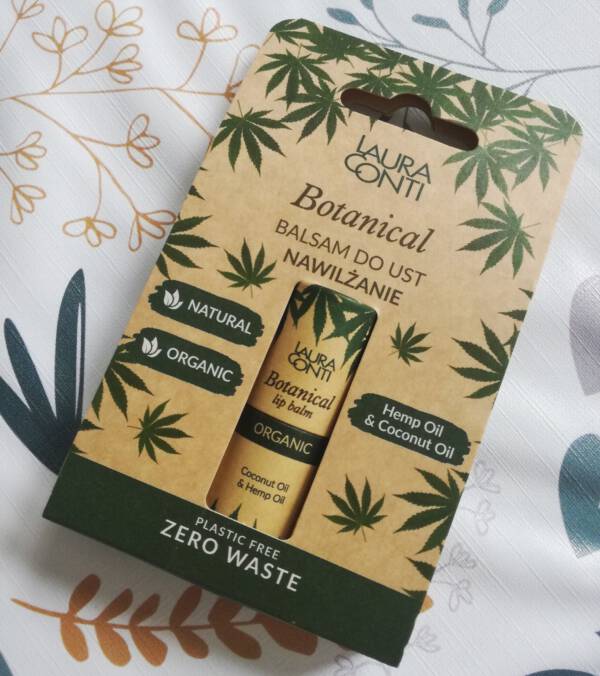 LAURA
CONTI
Botanical
BALSAM DO UST
NAWILŻANIE
NATURAL
ORGANIC
LAURA
CONTI
Botanical
lip balm
ORGANIC
Coconut Oil
& Hemp Oil
Hemp Oil
& Coconut Oil
PLASTIC FREE
ZERO WASTE